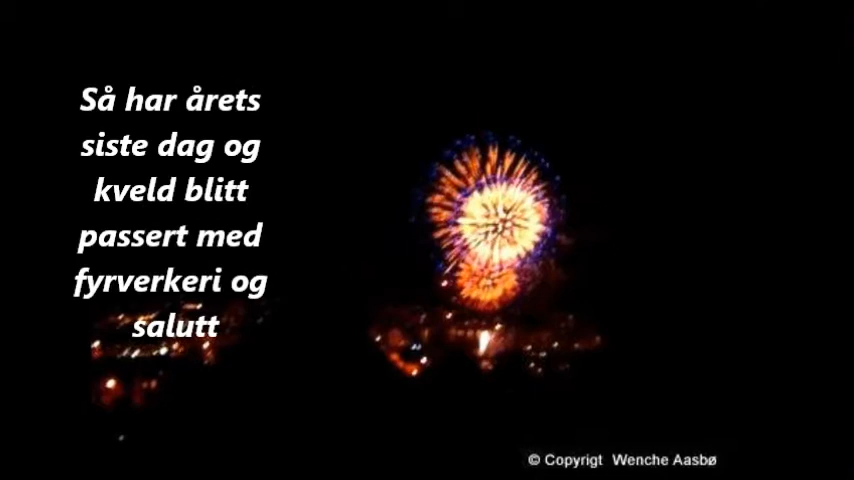 Så har årets
siste dag og
kveld blitt
passert med
fyrverkeri og
salutt
© Copyrigt Wenche Aasbø